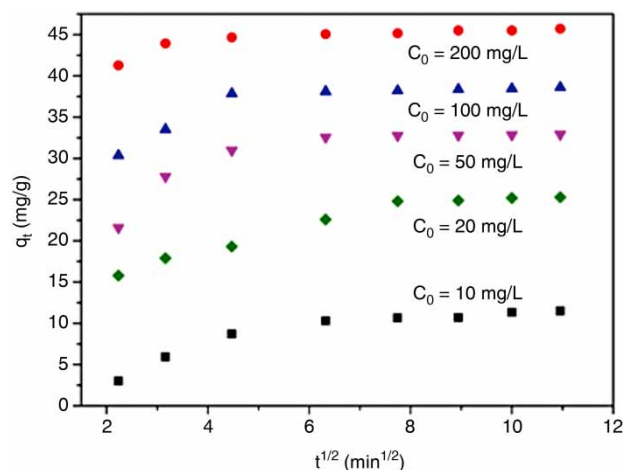 45
40
35
30
25
20
15
10
5
0
q_t (mg/g)
C_0 = 200 mg/L
C_0 = 100 mg/L
C_0 = 50 mg/L
C_0 = 20 mg/L
C_0 = 10 mg/L
2 4 6 8 10 12
t^{1/2} (min^{1/2})